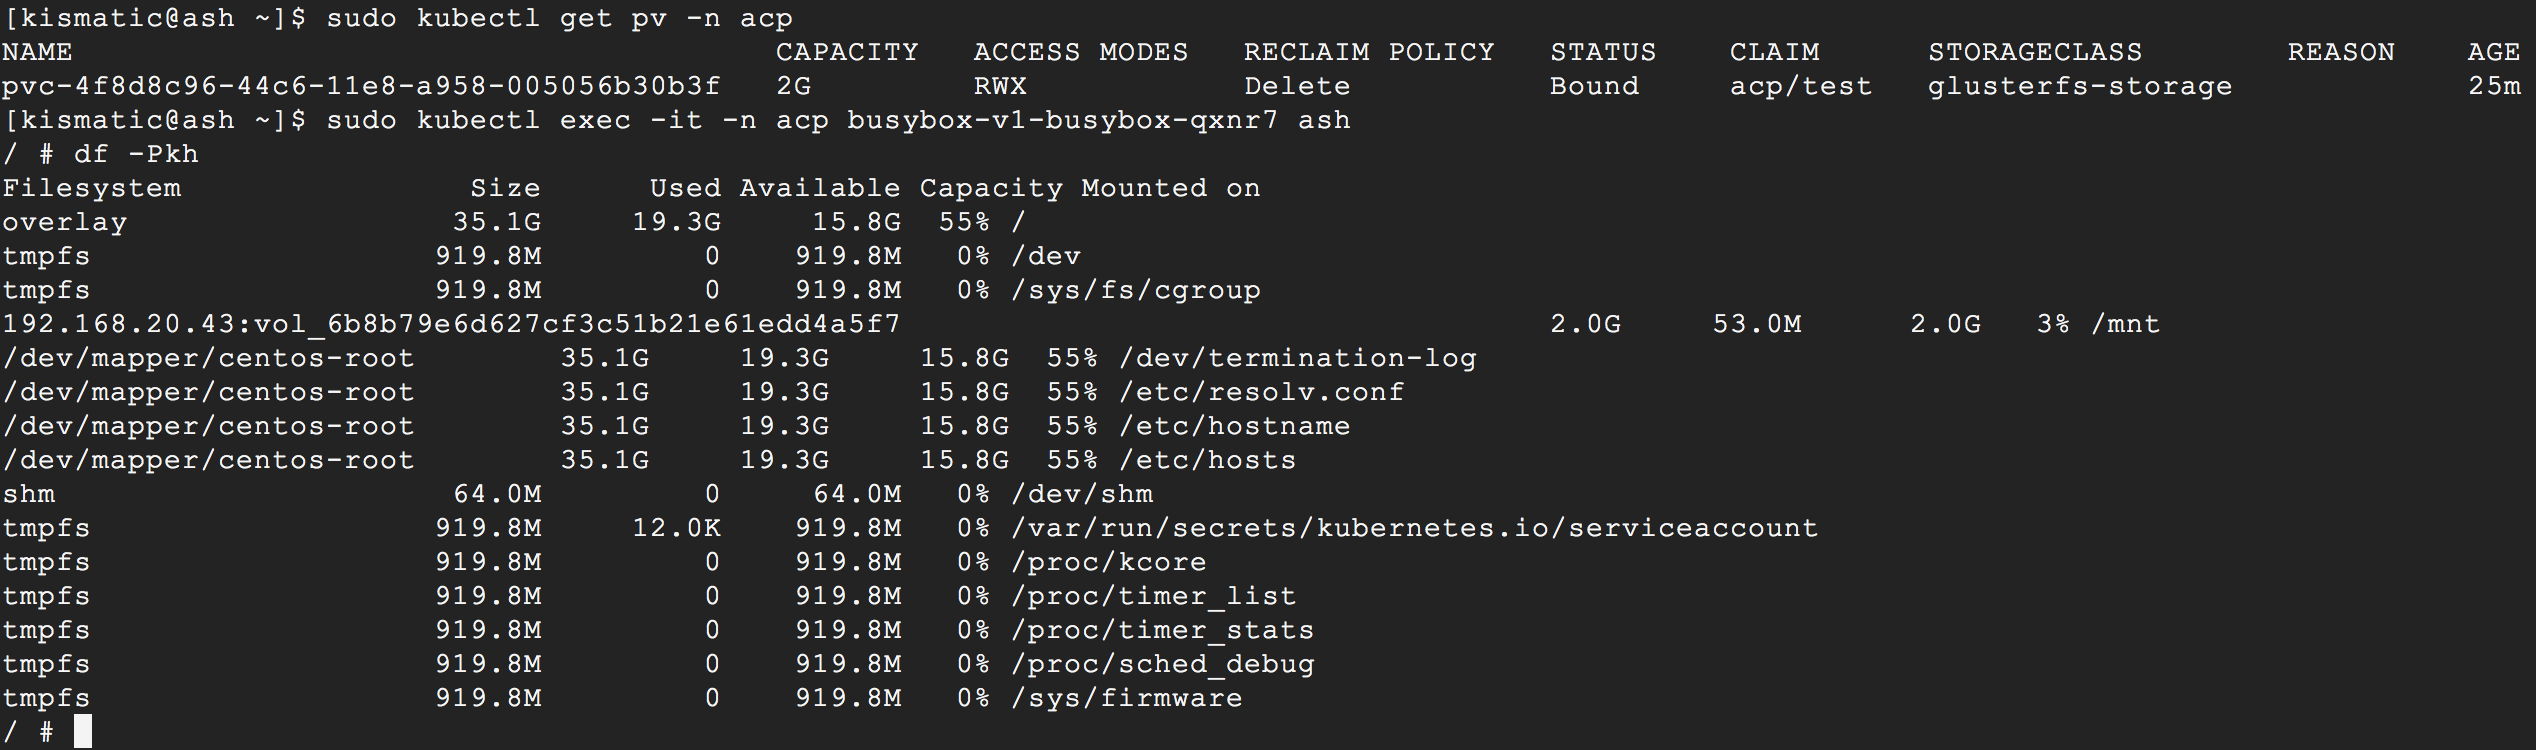 [kismatic@ash ~]$ sudo kubectl get pv -n acp
NAME                                       CAPACITY   ACCESS MODES   RECLAIM POLICY   STATUS    CLAIM      STORAGECLASS        REASON    AGE
pvc-4f8d8c96-44c6-11e8-a958-005056b30b3f   2G         RWX            Delete           Bound     acp/test   glusterfs-storage             25m
[kismatic@ash ~]$ sudo kubectl exec -it -n acp busybox-v1-busybox-qxnr7 ash
/ # df -Pkh
Filesystem                Size      Used Available Capacity Mounted on
overlay                  35.1G     19.3G     15.8G  55% /
tmpfs                   919.8M         0    919.8M   0% /dev
tmpfs                   919.8M         0    919.8M   0% /sys/fs/cgroup
192.168.20.43:vol_6b8b79e6d627cf3c51b21e61edd4a5f7                                    2.0G     53.0M      2.0G   3% /mnt
/dev/mapper/centos-root        35.1G     19.3G     15.8G  55% /dev/termination-log
/dev/mapper/centos-root        35.1G     19.3G     15.8G  55% /etc/resolv.conf
/dev/mapper/centos-root        35.1G     19.3G     15.8G  55% /etc/hostname
/dev/mapper/centos-root        35.1G     19.3G     15.8G  55% /etc/hosts
shm                      64.0M         0     64.0M   0% /dev/shm
tmpfs                   919.8M     12.0K    919.8M   0% /var/run/secrets/kubernetes.io/serviceaccount
tmpfs                   919.8M         0    919.8M   0% /proc/kcore
tmpfs                   919.8M         0    919.8M   0% /proc/timer_list
tmpfs                   919.8M         0    919.8M   0% /proc/timer_stats
tmpfs                   919.8M         0    919.8M   0% /proc/sched_debug
tmpfs                   919.8M         0    919.8M   0% /sys/firmware
/ #